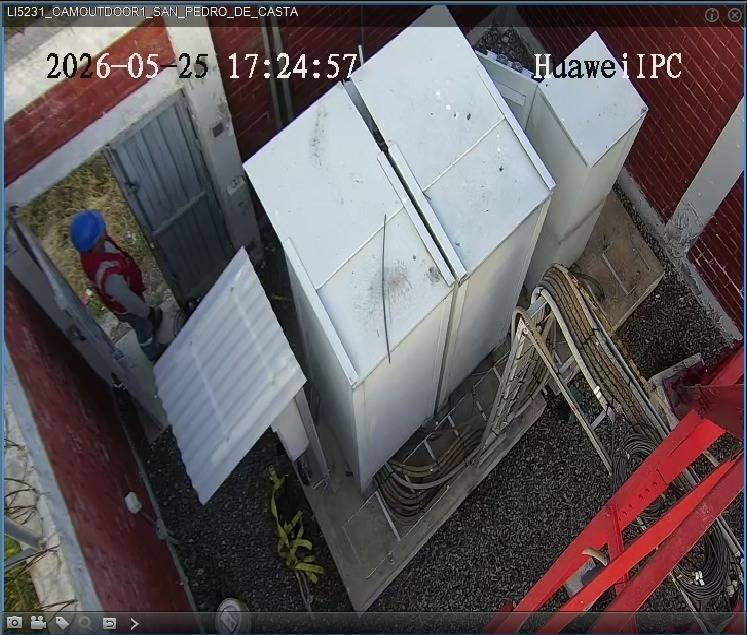 LI5231_CAMOUTDOOR1_SAN_PEDRO_DE_CASTA
2026-05-25 17:24:57
HuaweiIPC